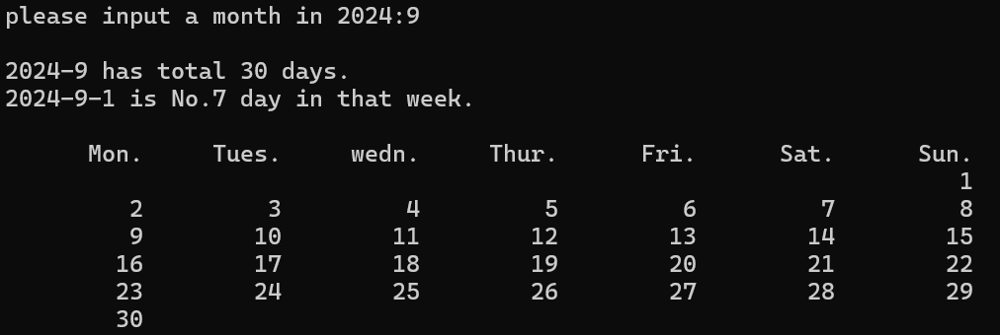 please input a month in 2024:9
2024-9 has total 30 days.
2024-9-1 is No.7 day in that week.
Mon. Tues. wedn. Thur. Fri. Sat. Sun.
1
2 3 4 5 6 7 8
9 10 11 12 13 14 15
16 17 18 19 20 21 22
23 24 25 26 27 28 29
30